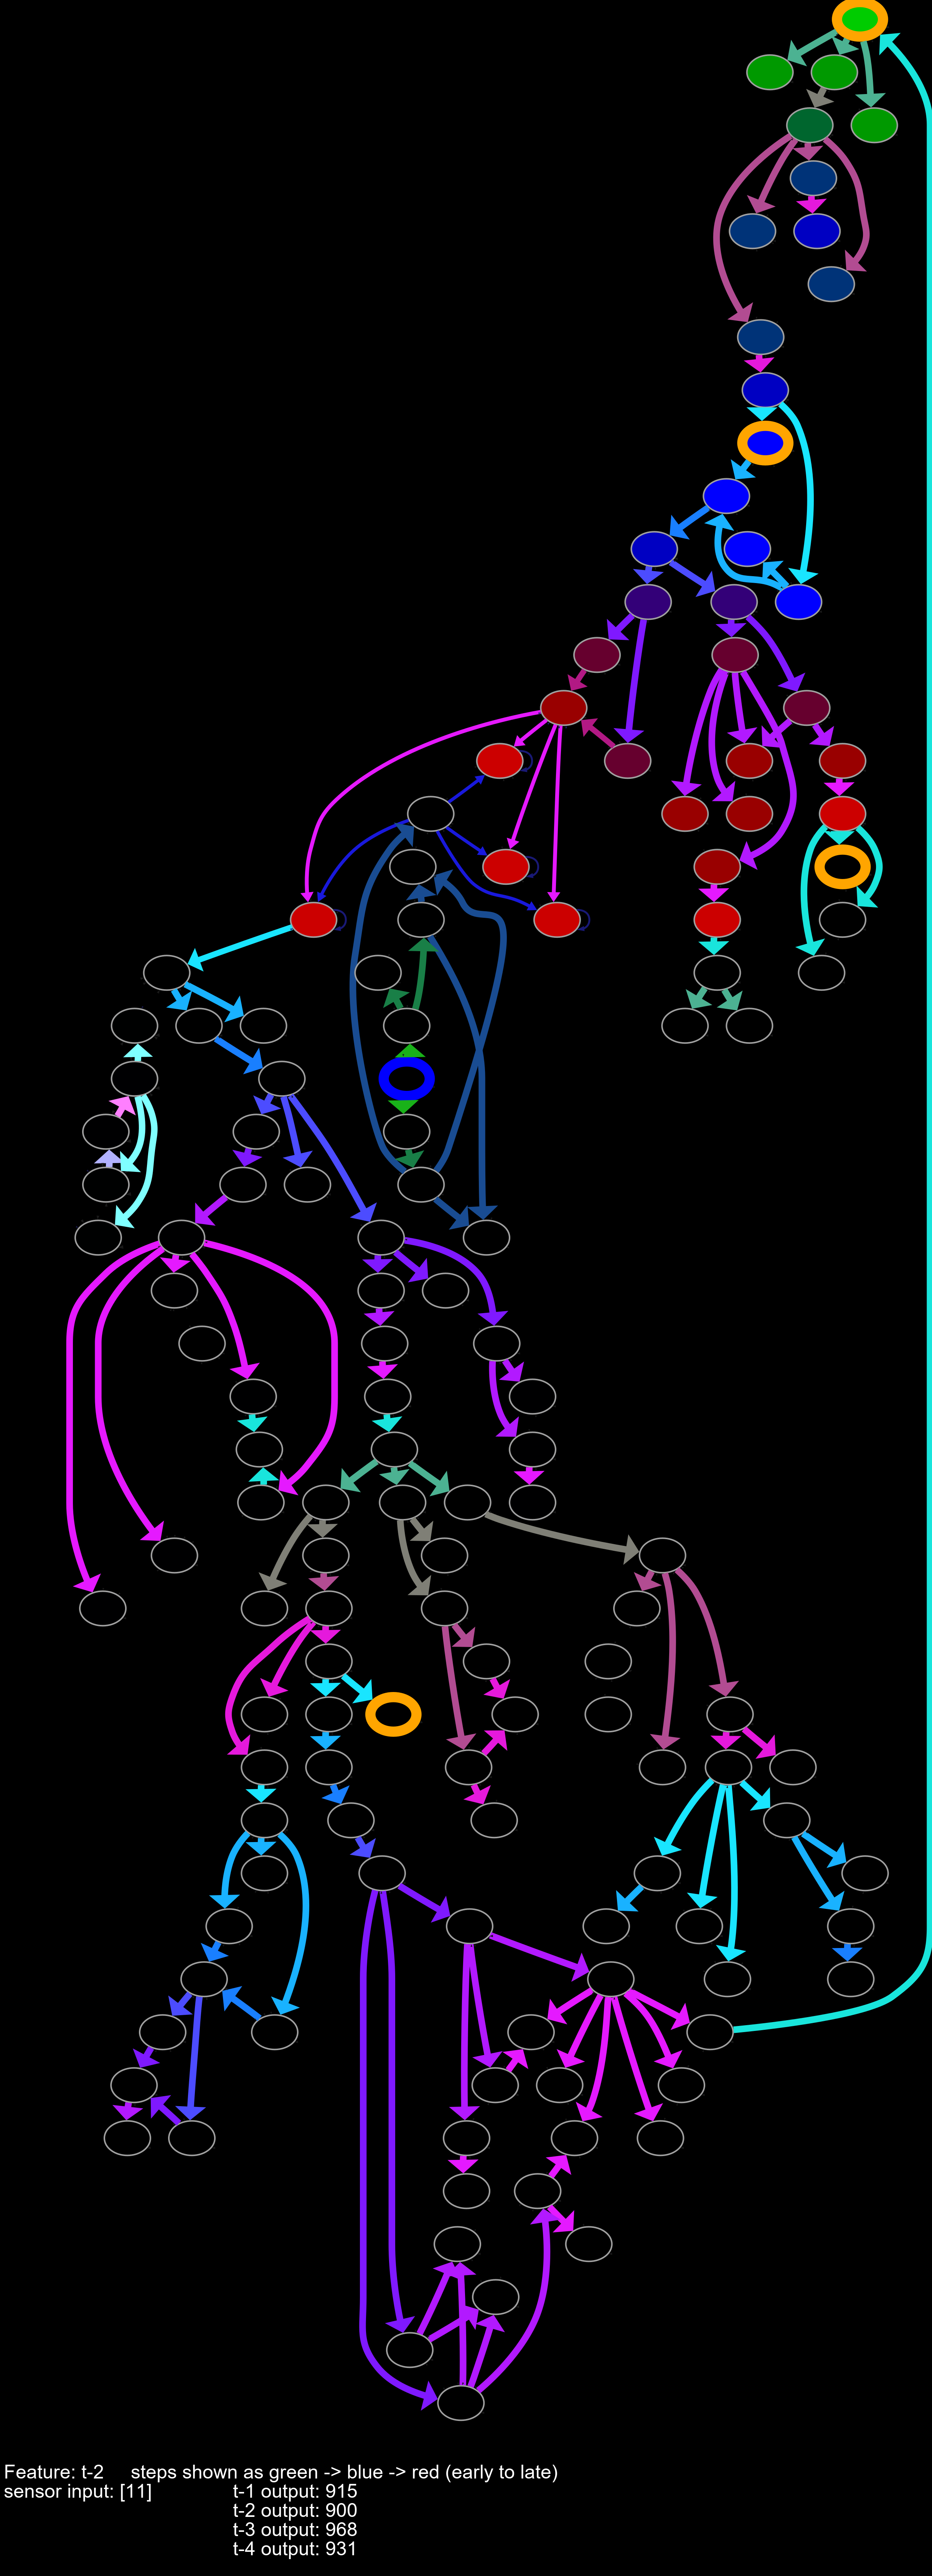 Feature: t-2 steps shown as green -> blue -> red (early to late)
sensor input: [11] t-1 output: 915
t-2 output: 900
t-3 output: 968
t-4 output: 931